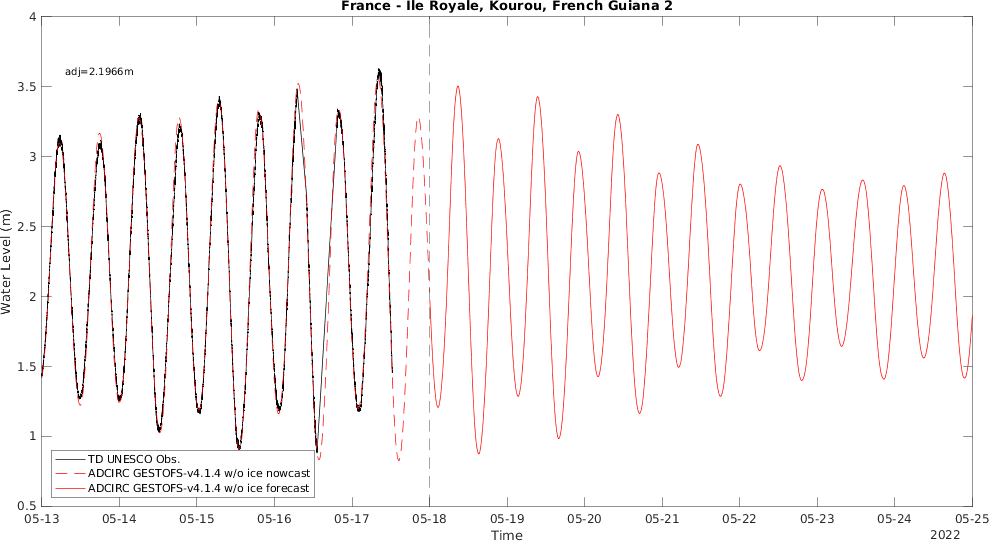 France - Ile Royale, Kourou, French Guiana 2
4
3.5
3
2.5
2
1.5
1
0.5
Water Level (m)
adj=2.1966m
TD UNESCO Obs.
ADCIRC GESTOFS-v4.1.4 w/o ice nowcast
ADCIRC GESTOFS-v4.1.4 w/o ice forecast
05-13 05-14 05-15 05-16 05-17 05-18 05-19 05-20 05-21 05-22 05-23 05-24 05-25
Time
2022